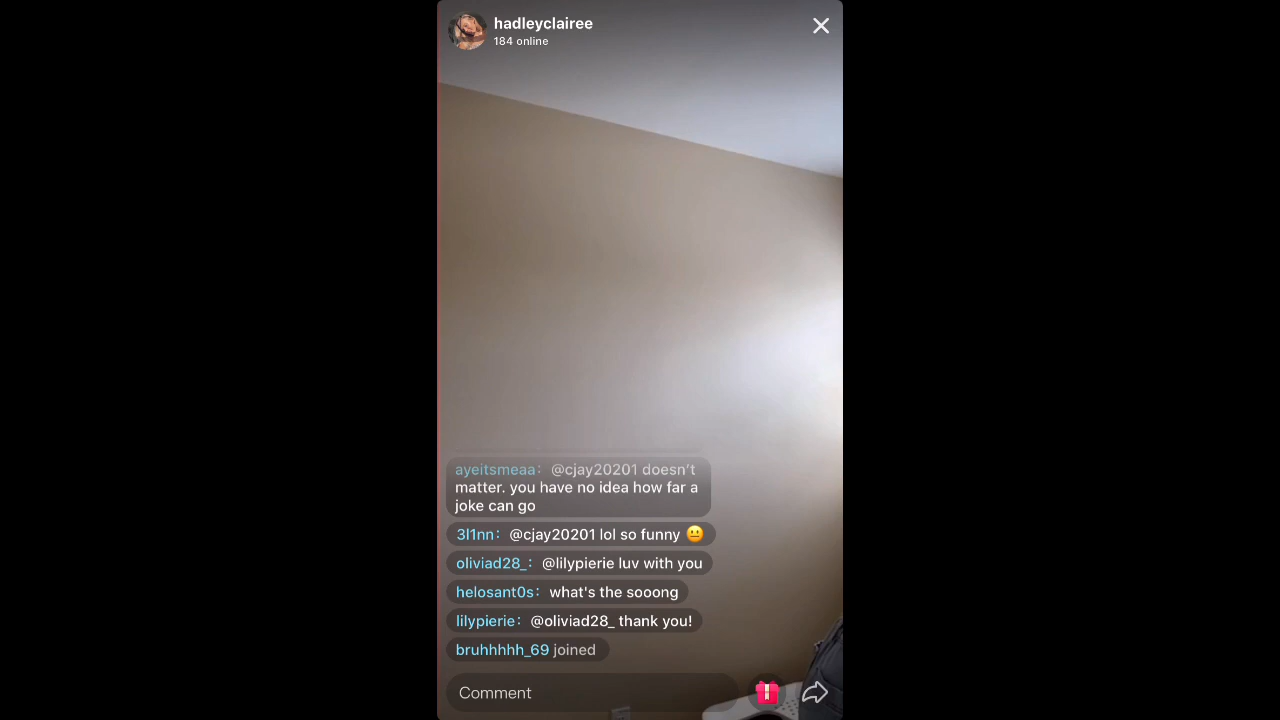 hadleyclairee
184 online
ayeitsmeaa: @cjay20201 doesn't
matter. you have no idea how far a
joke can go
3l1nn: @cjay20201 lol so funny 😐
oliviad28_: @lilypierie luv with you
helosant0s: what's the sooong
lilypierie: @oliviad28_ thank you!
bruhhhhh_69 joined
Comment